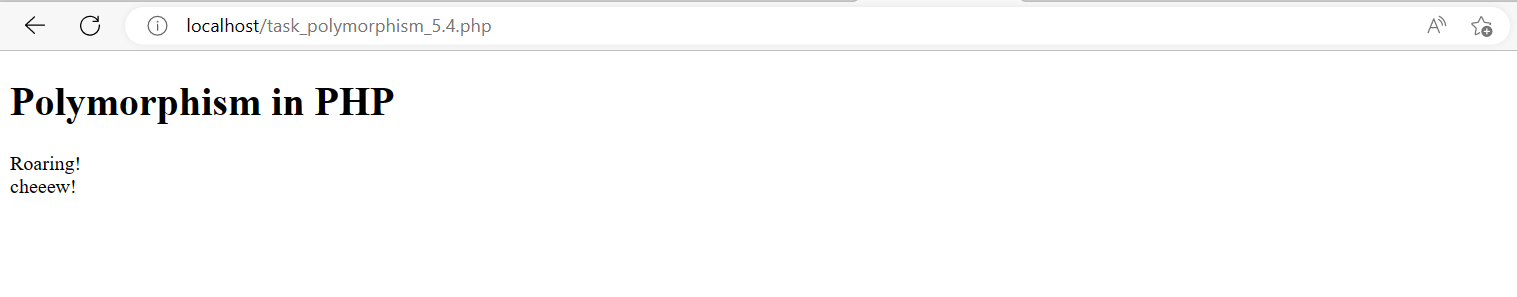 localhost/task_polymorphism_5.4.php
Polymorphism in PHP
Roaring!
cheeew!